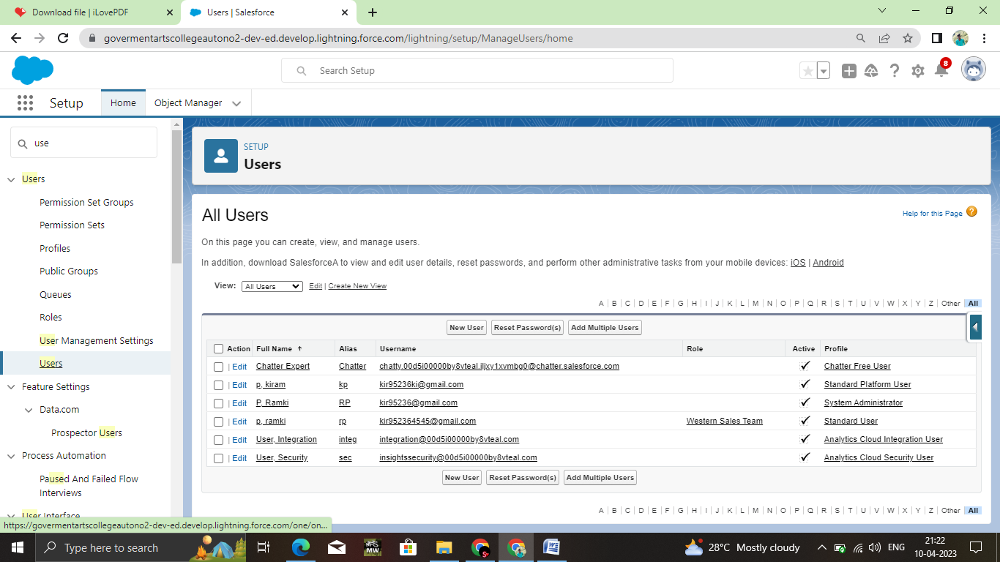 Download file | iLovePDF
Users | Salesforce
govermentartscollegeautono2-dev-ed.develop.lightning.force.com/lightning/setup/ManageUsers/home
Search Setup
8
Setup
Home
Object Manager
use
Users
Permission Set Groups
Permission Sets
Profiles
Public Groups
Queues
Roles
User Management Settings
Users
Feature Settings
Data.com
Prospector Users
Process Automation
Paused And Failed Flow
Interviews
User Interface
SETUP
Users
All Users
Help for this Page ?
On this page you can create, view, and manage users.
In addition, download SalesforceA to view and edit user details, reset passwords, and perform other administrative tasks from your mobile devices: iOS | Android
View: All Users Edit | Create New View
A | B | C | D | E | F | G | H | I | J | K | L | M | N | O | P | Q | R | S | T | U | V | W | X | Y | Z | Other All
New User Reset Password(s) Add Multiple Users
Action Full Name ↑ Alias Username Role Active Profile
| Edit Chatter Expert Chatter chatty.00d5i00000by8vteal.iljxy1xvmbg0@chatter.salesforce.com ✓ Chatter Free User
| Edit p, kiram kp kir95236ki@gmail.com ✓ Standard Platform User
| Edit P, Ramki RP kir95236@gmail.com ✓ System Administrator
| Edit p, ramki rp kir952364545@gmail.com Western Sales Team ✓ Standard User
| Edit User, Integration integ integration@00d5i00000by8vteal.com ✓ Analytics Cloud Integration User
| Edit User, Security sec insightssecurity@00d5i00000by8vteal.com ✓ Analytics Cloud Security User
New User Reset Password(s) Add Multiple Users
A | B | C | D | E | F | G | H | I | J | K | L | M | N | O | P | Q | R | S | T | U | V | W | X | Y | Z | Other All
https://govermentartscollegeautono2-dev-ed.develop.lightning.force.com/one/on...
Type here to search
MW
W
28°C Mostly cloudy
ENG
21:22
10-04-2023